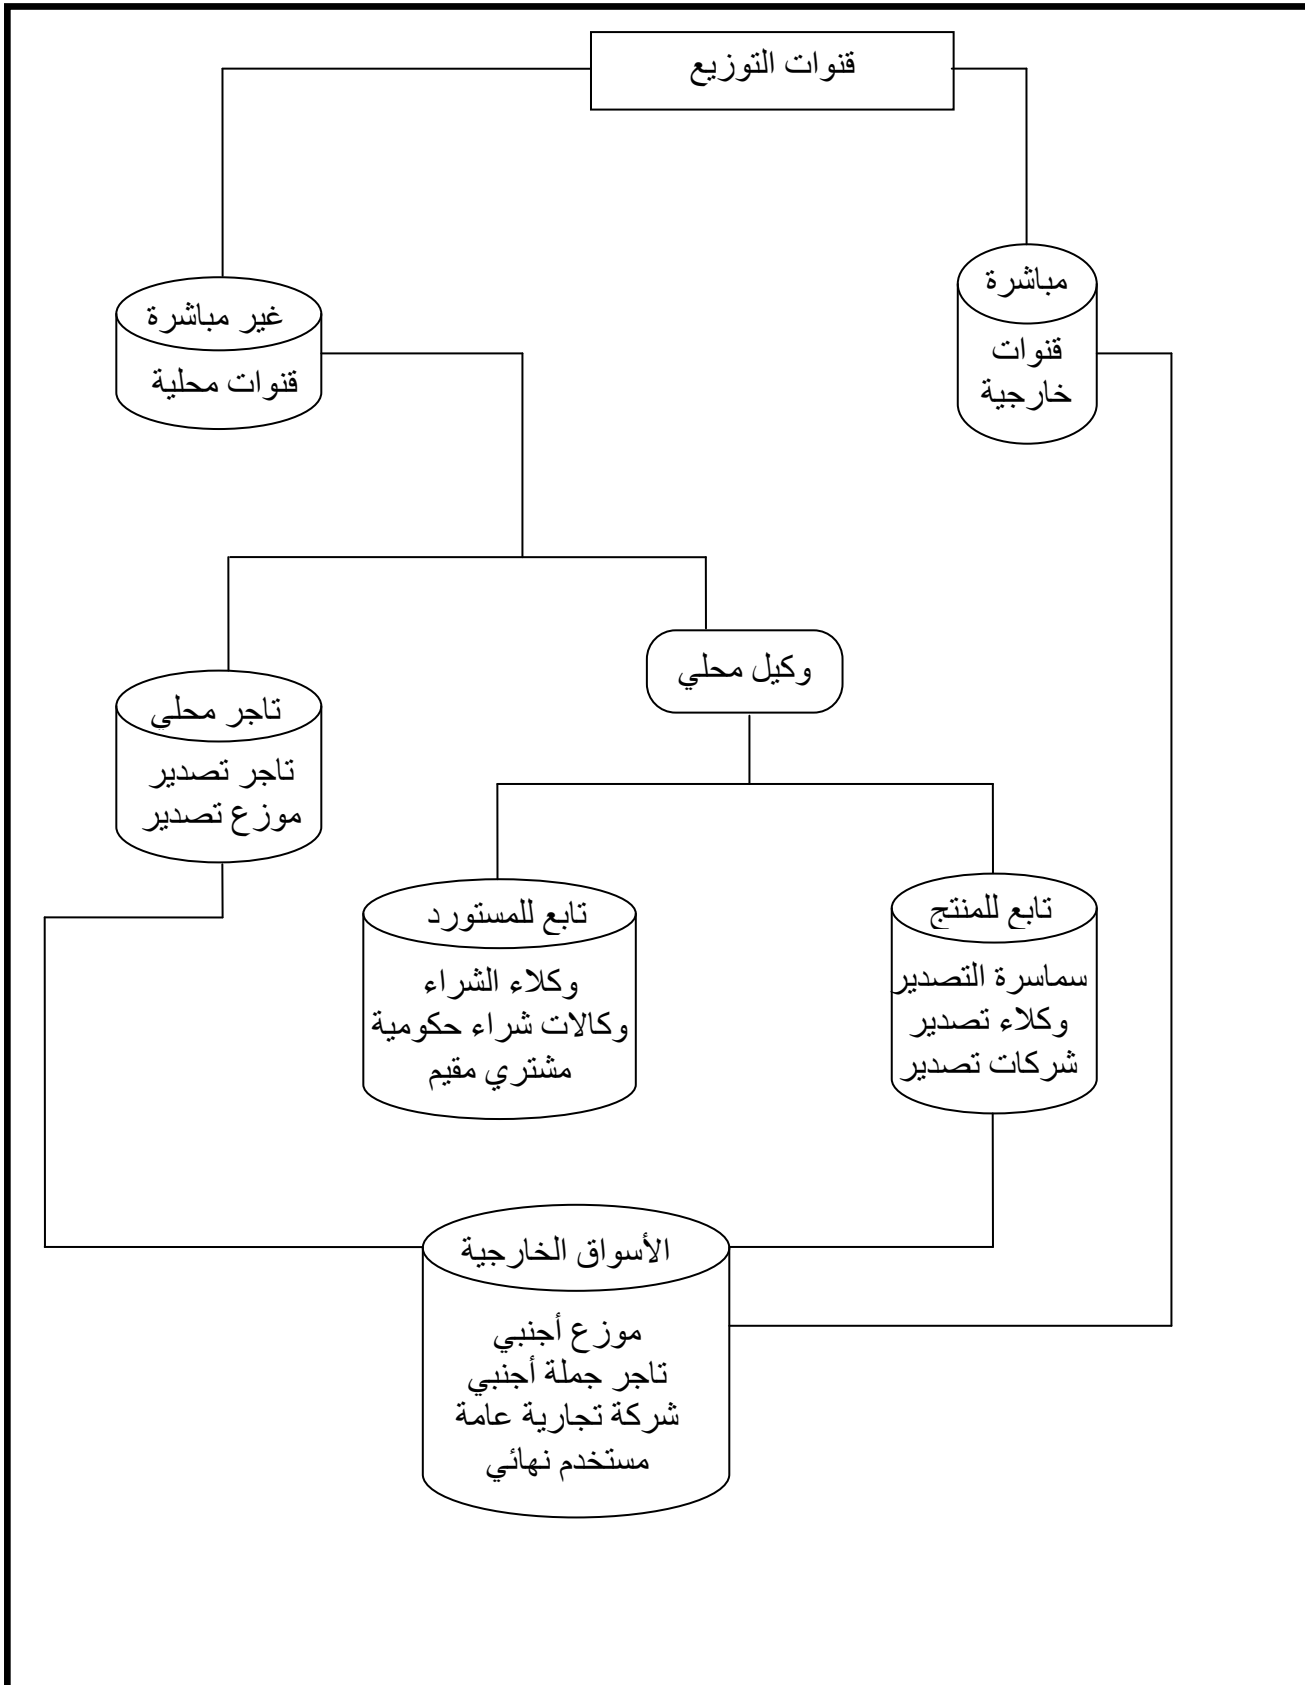 قنوات التوزيع
مباشرة
قنوات
خارجية
غير مباشرة
قنوات محلية
وكيل محلي
تاجر محلي
تاجر تصدير
موزع تصدير
تابع للمنتج
سماسرة التصدير
وكلاء تصدير
شركات تصدير
تابع للمستورد
وكلاء الشراء
وكالات شراء حكومية
مشتري مقيم
الأسواق الخارجية
موزع أجنبي
تاجر جملة أجنبي
شركة تجارية عامة
مستخدم نهائي